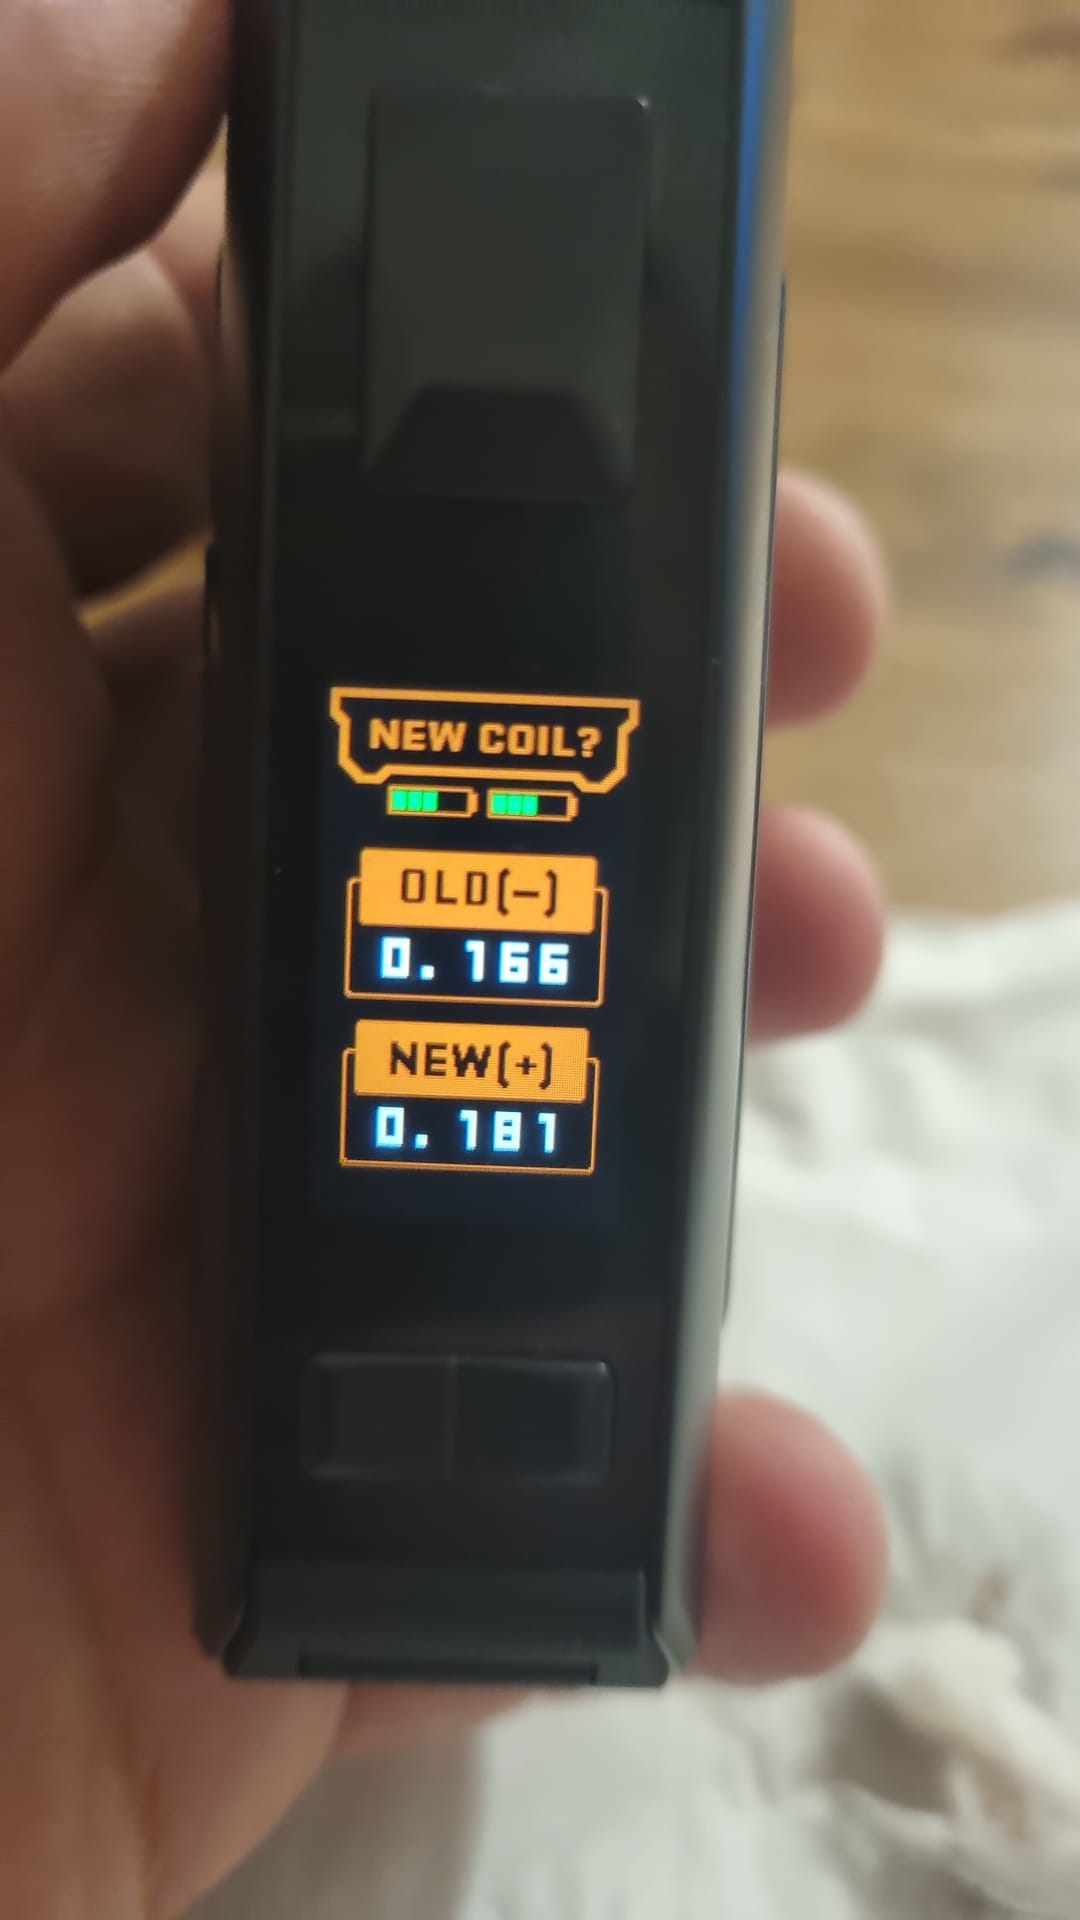 NEW COIL?
OLD(-)
0.166
NEW(+)
0.181